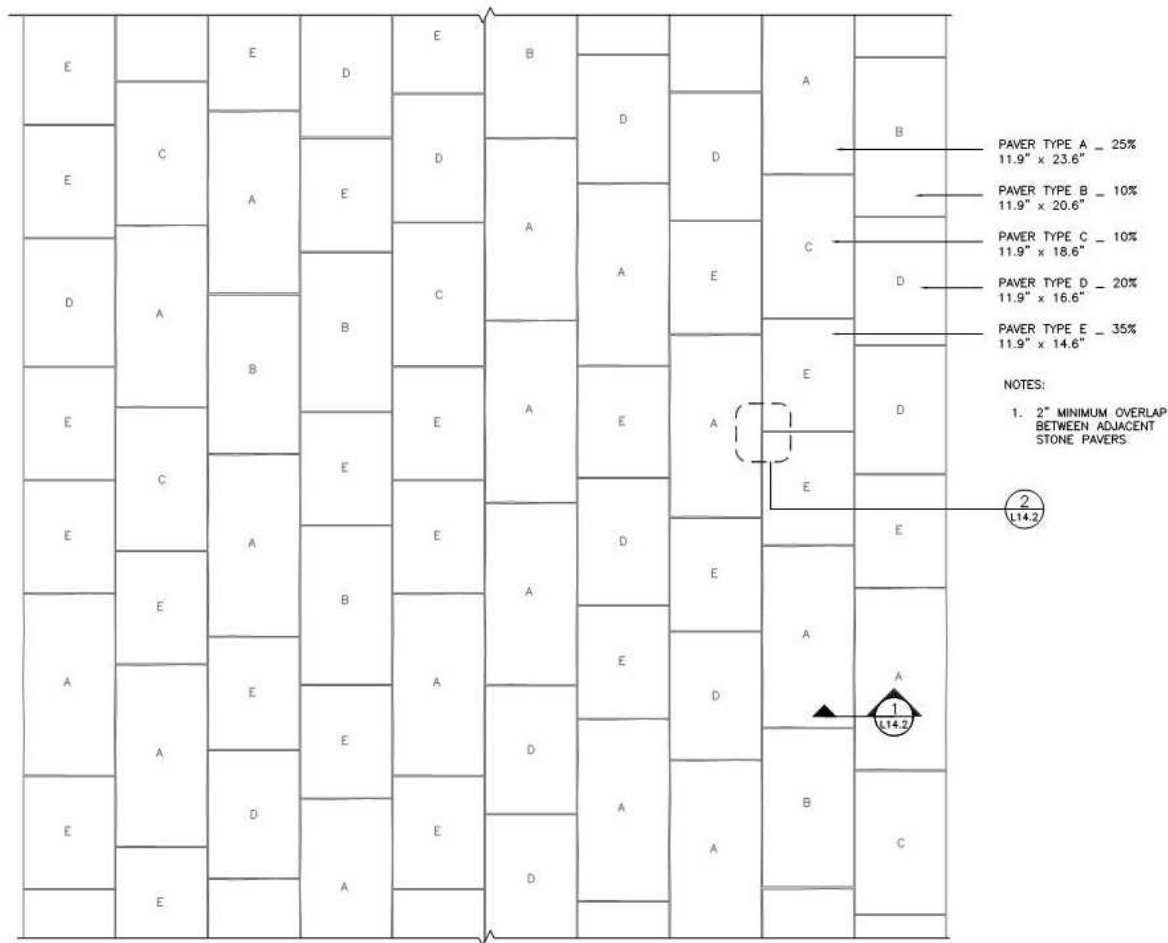 E
E
D
E
E
A
E
C
A
C
E
A
E
E
A
B
A
E
D
D
E
B
E
B
E
A
E
D
C
E
E
A
E
B
A
A
A
D
D
D
A
E
D
E
A
D
E
A
E
D
A
A
C
E
E
A
B
B
D
D
E
A
C
PAVER TYPE A _ 25%
11.9" x 23.6"
PAVER TYPE B _ 10%
11.9" x 20.6"
PAVER TYPE C _ 10%
11.9" x 18.6"
PAVER TYPE D _ 20%
11.9" x 16.6"
PAVER TYPE E _ 35%
11.9" x 14.6"
NOTES:
1. 2" MINIMUM OVERLAP
BETWEEN ADJACENT
STONE PAVERS
2
L14.2
1
L14.2